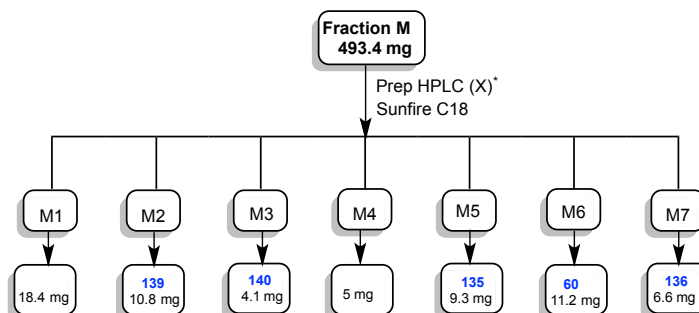 Fraction M
493.4 mg
Prep HPLC (X)*
Sunfire C18
M1 M2 M3 M4 M5 M6 M7
139 140 135 60 136
18.4 mg 10.8 mg 4.1 mg 5 mg 9.3 mg 11.2 mg 6.6 mg